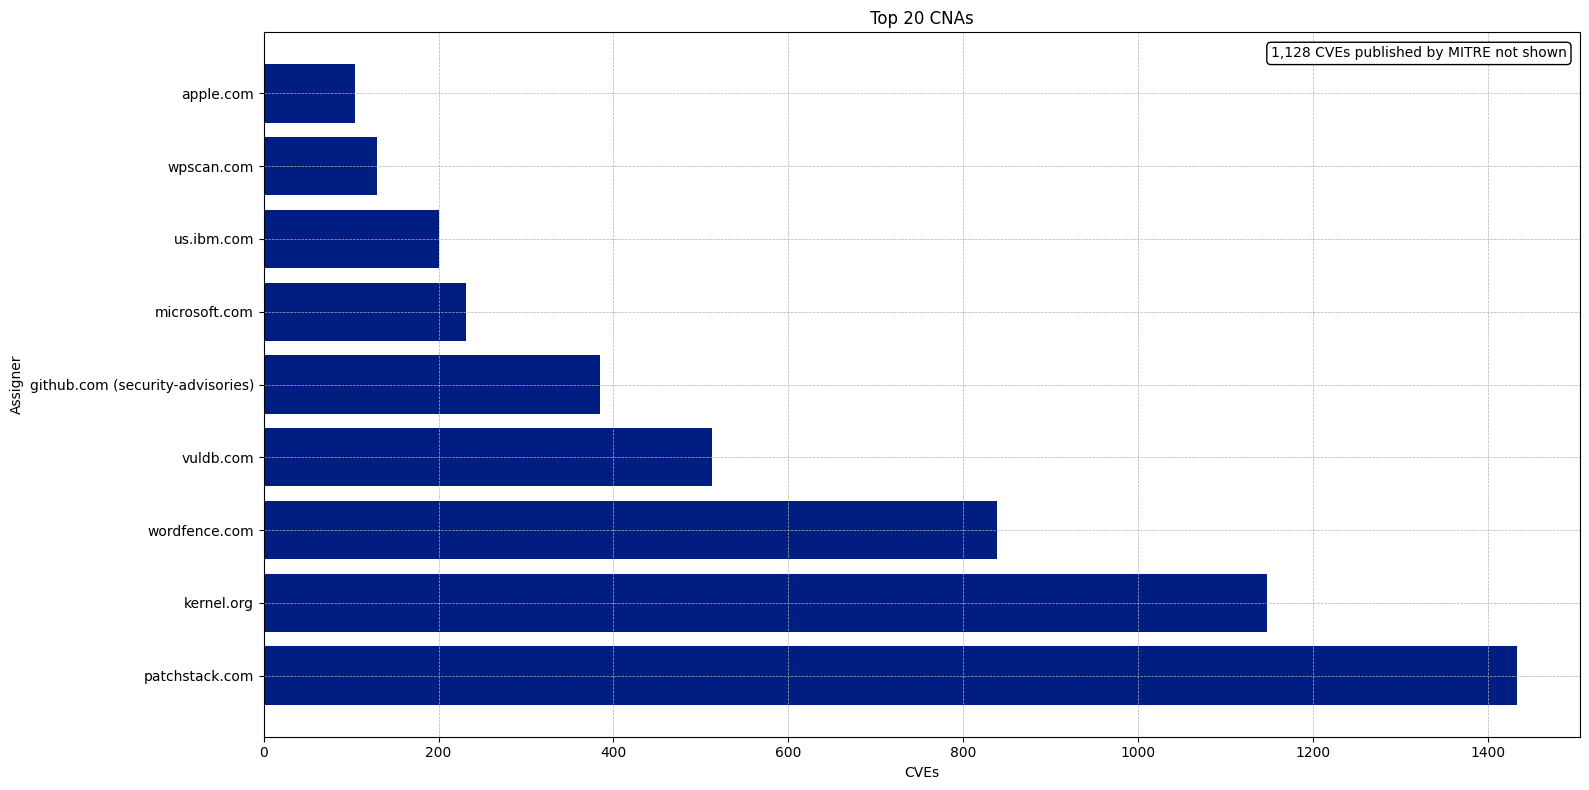 Top 20 CNAs
1,128 CVEs published by MITRE not shown
apple.com
wpscan.com
us.ibm.com
microsoft.com
github.com (security-advisories)
vuldb.com
wordfence.com
kernel.org
patchstack.com
Assigner
0 200 400 600 800 1000 1200 1400
CVEs